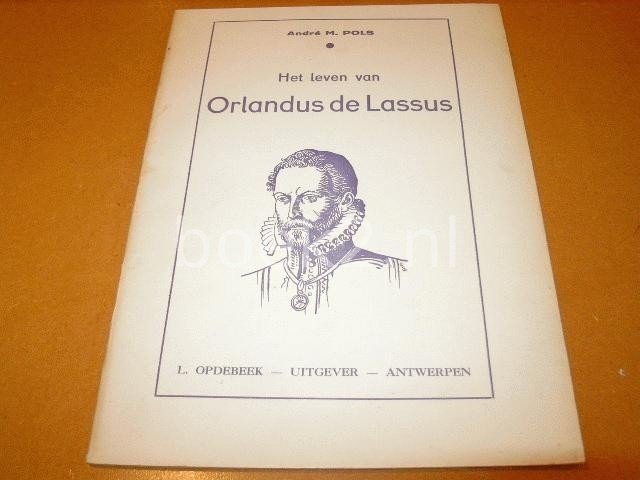 André M. POLS
Het leven van
Orlandus de Lassus
L. OPDEBEEK — UITGEVER — ANTWERPEN